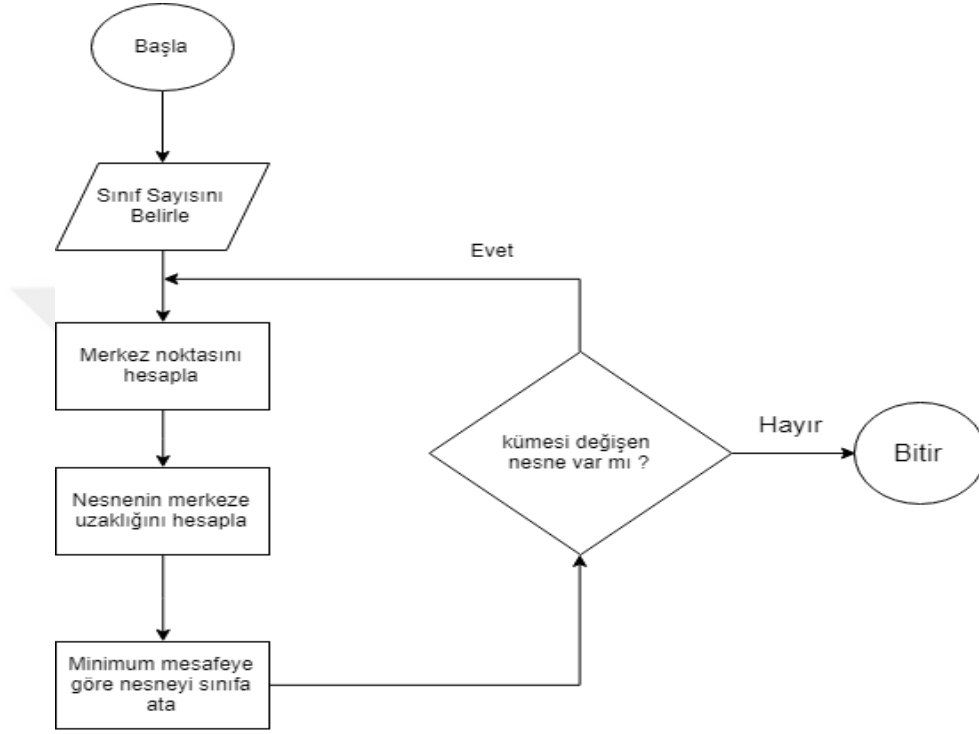 Başla
Sınıf Sayısını
Belirle
Evet
Merkez noktasını
hesapla
Nesnenin merkeze
uzaklığını hesapla
Minimum mesafeye
göre nesneyi sınıfa
ata
kümesi değişen
nesne var mı ?
Hayır
Bitir